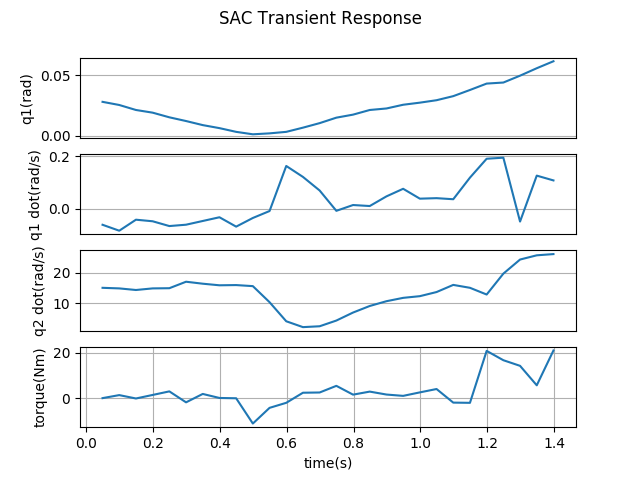 SAC Transient Response
q1(rad)
0.05
0.00
q1 dot(rad/s)
0.2
0.0
q2 dot(rad/s)
20
10
torque(Nm)
20
0
0.0 0.2 0.4 0.6 0.8 1.0 1.2 1.4
time(s)